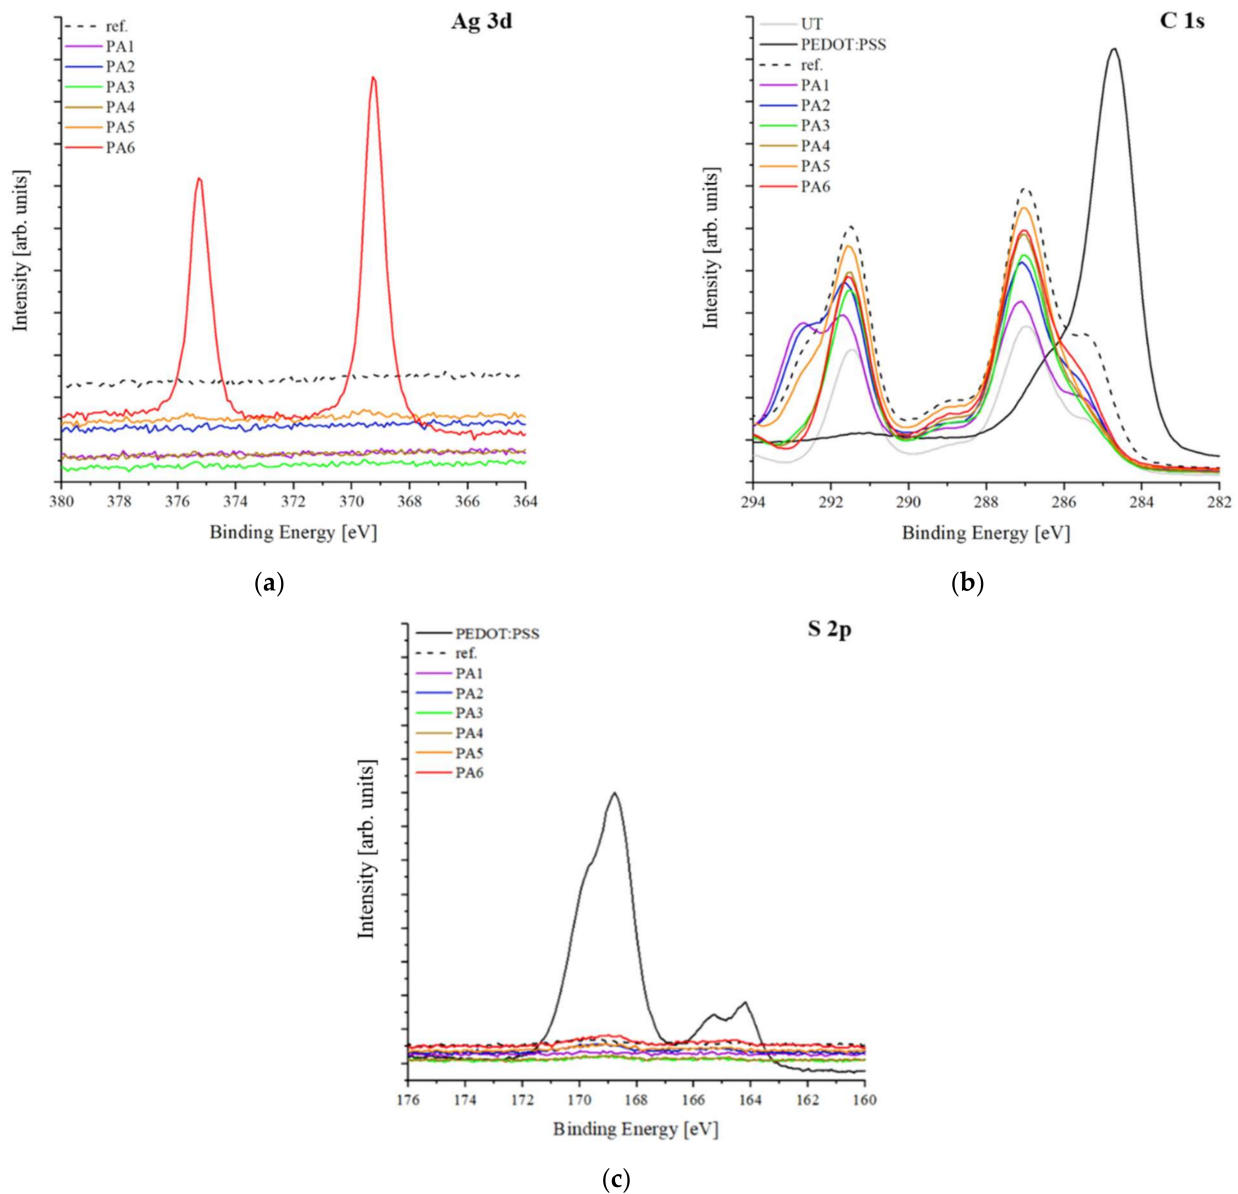 Ag 3d
ref.
PA1
PA2
PA3
PA4
PA5
PA6
Intensity [arb. units]
380 378 376 374 372 370 368 366 364
Binding Energy [eV]
(a)
C 1s
UT
PEDOT:PSS
ref.
PA1
PA2
PA3
PA4
PA5
PA6
Intensity [arb. units]
294 292 290 288 286 284 282
Binding Energy [eV]
(b)
S 2p
PEDOT:PSS
ref.
PA1
PA2
PA3
PA4
PA5
PA6
Intensity [arb. units]
176 174 172 170 168 166 164 162 160
Binding Energy [eV]
(c)